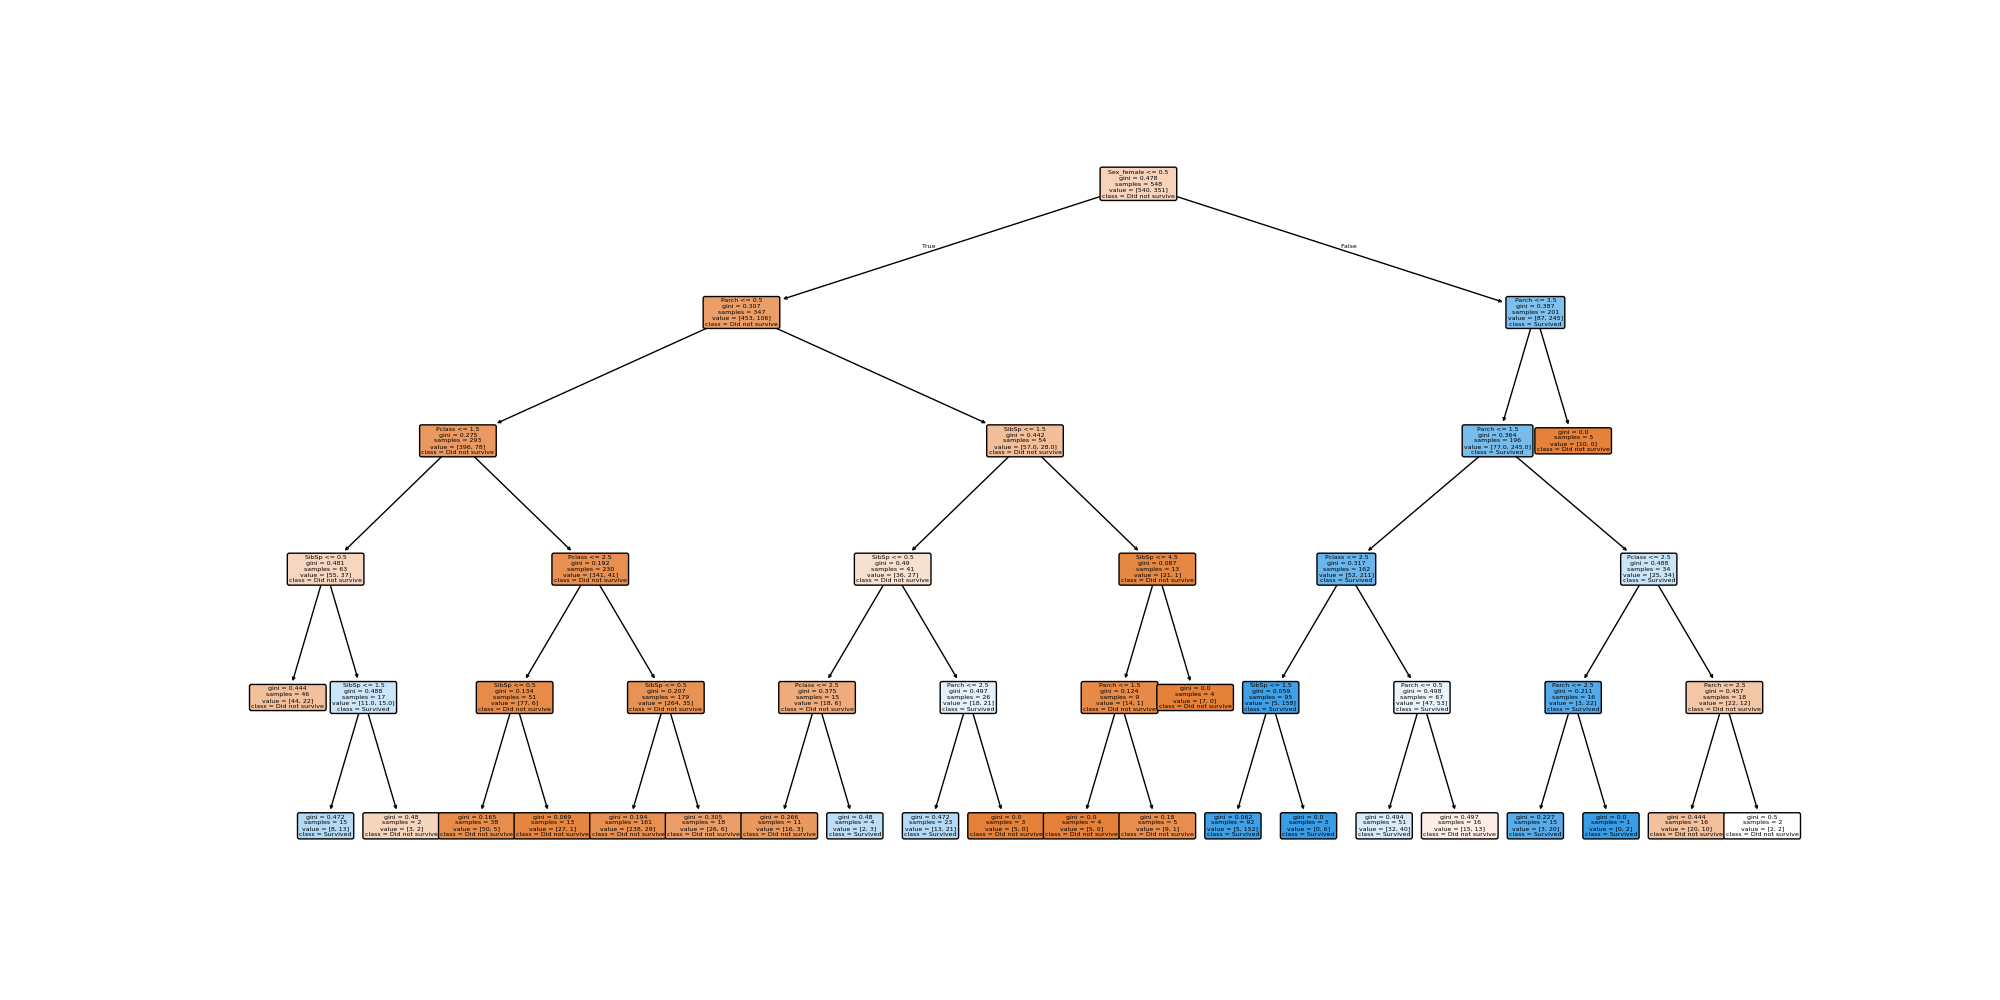 Sex_female <= 0.5
gini = 0.478
samples = 548
value = [540, 351]
class = Did not survive
True
False
Parch <= 0.5
gini = 0.307
samples = 347
value = [453, 106]
class = Did not survive
Parch <= 3.5
gini = 0.387
samples = 201
value = [87, 245]
class = Survived
Pclass <= 1.5
gini = 0.275
samples = 293
value = [396, 78]
class = Did not survive
SibSp <= 1.5
gini = 0.442
samples = 54
value = [57.0, 28.0]
class = Did not survive
Parch <= 1.5
gini = 0.364
samples = 196
value = [77.0, 245.0]
class = Survived
gini = 0.0
samples = 5
value = [10, 0]
class = Did not survive
SibSp <= 0.5
gini = 0.481
samples = 63
value = [55, 37]
class = Did not survive
Pclass <= 2.5
gini = 0.192
samples = 230
value = [341, 41]
class = Did not survive
SibSp <= 0.5
gini = 0.49
samples = 41
value = [36, 27]
class = Did not survive
SibSp <= 4.5
gini = 0.087
samples = 13
value = [21, 1]
class = Did not survive
Pclass <= 2.5
gini = 0.317
samples = 162
value = [52, 211]
class = Survived
Pclass <= 2.5
gini = 0.488
samples = 34
value = [25, 34]
class = Survived
gini = 0.444
samples = 46
value = [44, 22]
class = Did not survive
SibSp <= 1.5
gini = 0.488
samples = 17
value = [11.0, 15.0]
class = Survived
SibSp <= 0.5
gini = 0.134
samples = 51
value = [77, 6]
class = Did not survive
SibSp <= 0.5
gini = 0.207
samples = 179
value = [264, 35]
class = Did not survive
Pclass <= 2.5
gini = 0.375
samples = 15
value = [18, 6]
class = Did not survive
Parch <= 2.5
gini = 0.497
samples = 26
value = [18, 21]
class = Survived
Parch <= 1.5
gini = 0.124
samples = 9
value = [14, 1]
class = Did not survive
gini = 0.0
samples = 4
value = [7, 0]
class = Did not survive
SibSp <= 1.5
gini = 0.059
samples = 95
value = [5, 158]
class = Survived
Parch <= 0.5
gini = 0.498
samples = 67
value = [47, 53]
class = Survived
Parch <= 2.5
gini = 0.211
samples = 16
value = [3, 22]
class = Survived
Parch <= 2.5
gini = 0.457
samples = 18
value = [22, 12]
class = Did not survive
gini = 0.472
samples = 15
value = [8, 13]
class = Survived
gini = 0.48
samples = 2
value = [3, 2]
class = Did not survive
gini = 0.165
samples = 38
value = [50, 5]
class = Did not survive
gini = 0.069
samples = 13
value = [27, 1]
class = Did not survive
gini = 0.194
samples = 161
value = [238, 29]
class = Did not survive
gini = 0.305
samples = 18
value = [26, 6]
class = Did not survive
gini = 0.266
samples = 11
value = [16, 3]
class = Did not survive
gini = 0.48
samples = 4
value = [2, 3]
class = Survived
gini = 0.472
samples = 23
value = [13, 21]
class = Survived
gini = 0.0
samples = 3
value = [5, 0]
class = Did not survive
gini = 0.0
samples = 4
value = [5, 0]
class = Did not survive
gini = 0.18
samples = 5
value = [9, 1]
class = Did not survive
gini = 0.062
samples = 92
value = [5, 152]
class = Survived
gini = 0.0
samples = 3
value = [0, 6]
class = Survived
gini = 0.494
samples = 51
value = [32, 40]
class = Survived
gini = 0.497
samples = 16
value = [15, 13]
class = Did not survive
gini = 0.227
samples = 15
value = [3, 20]
class = Survived
gini = 0.0
samples = 1
value = [0, 2]
class = Survived
gini = 0.444
samples = 16
value = [20, 10]
class = Did not survive
gini = 0.5
samples = 2
value = [2, 2]
class = Did not survive